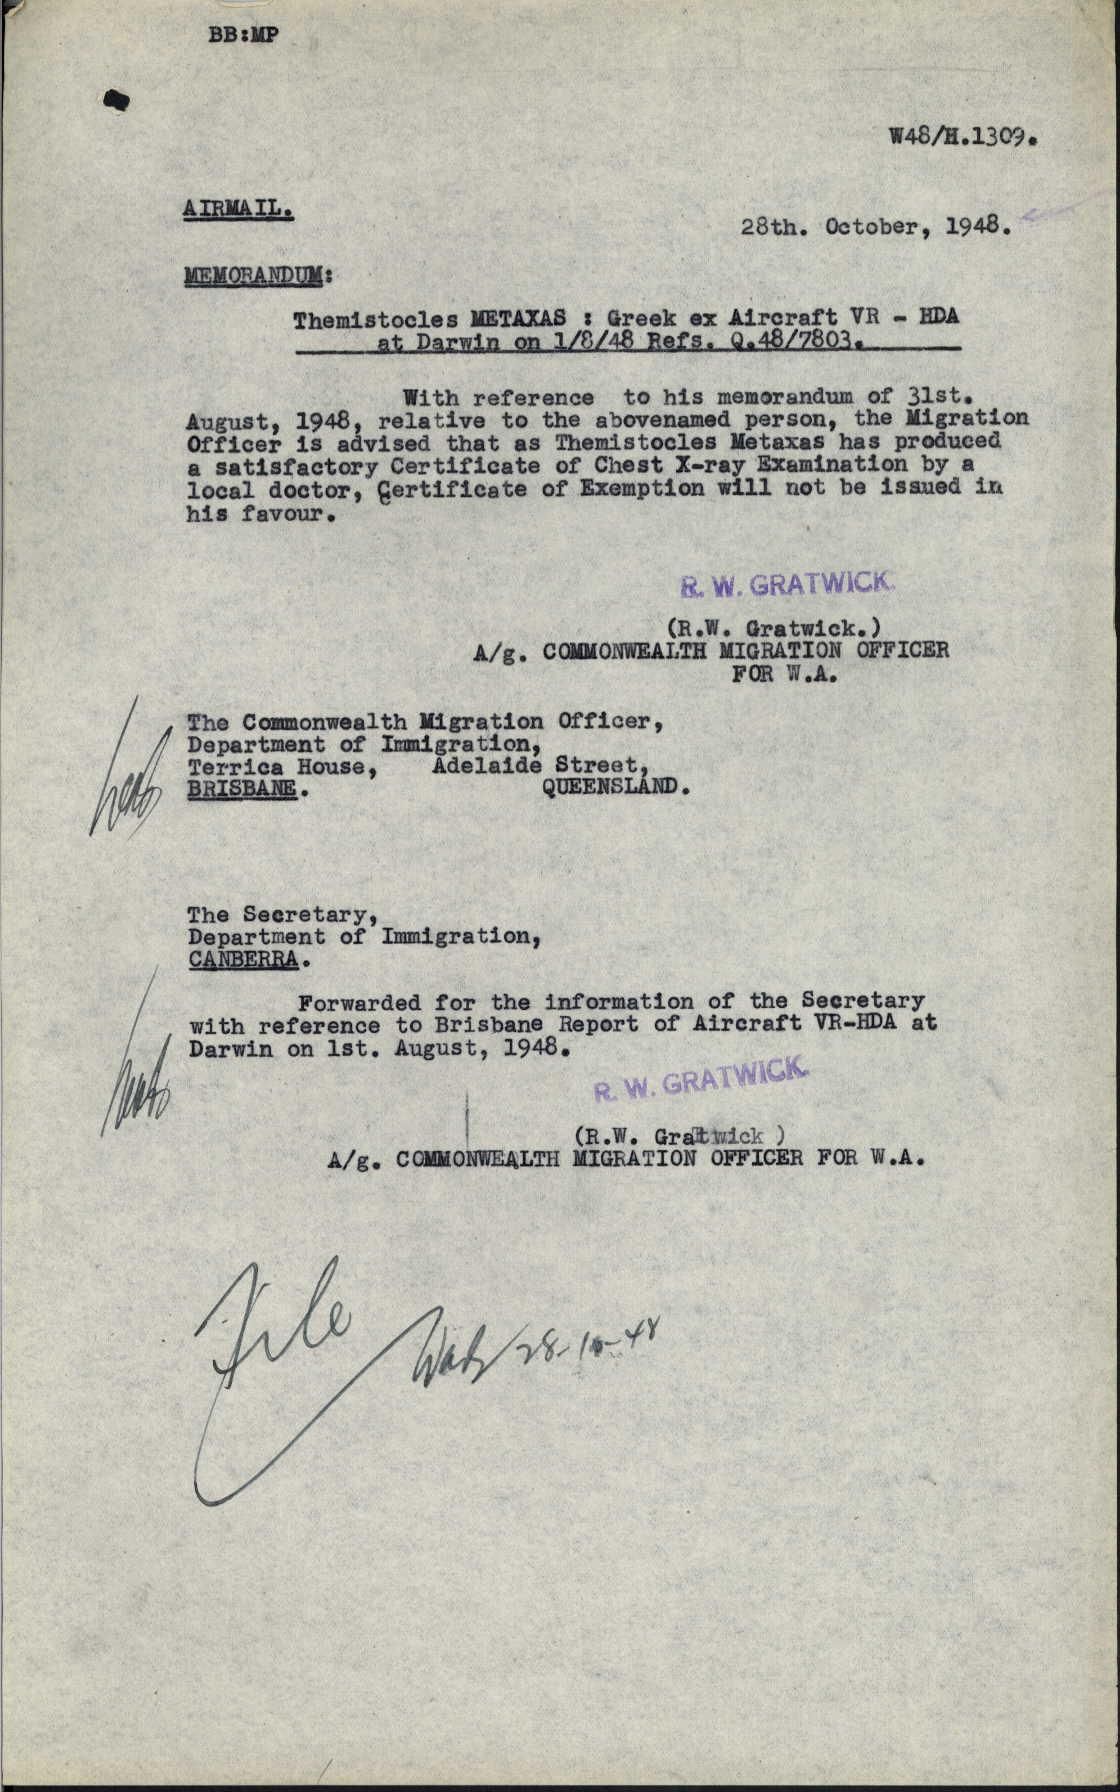 BB:MP
W48/H.1309.
AIRMAIL.
28th. October, 1948.
MEMORANDUM:
Themistocles METAXAS : Greek ex Aircraft VR - HDA
at Darwin on 1/8/48 Refs. Q.48/7803.
With reference to his memorandum of 31st.
August, 1948, relative to the abovenamed person, the Migration
Officer is advised that as Themistocles Metaxas has produced
a satisfactory Certificate of Chest X-ray Examination by a
local doctor, Certificate of Exemption will not be issued in
his favour.
R. W. GRATWICK.
(R.W. Gratwick.)
A/g. COMMONWEALTH MIGRATION OFFICER
FOR W.A.
The Commonwealth Migration Officer,
Department of Immigration,
Terrica House, Adelaide Street,
BRISBANE. QUEENSLAND.
The Secretary,
Department of Immigration,
CANBERRA.
Forwarded for the information of the Secretary
with reference to Brisbane Report of Aircraft VR-HDA at
Darwin on 1st. August, 1948.
R. W. GRATWICK.
(R.W. Gratwick )
A/g. COMMONWEALTH MIGRATION OFFICER FOR W.A.
File
28-10-48